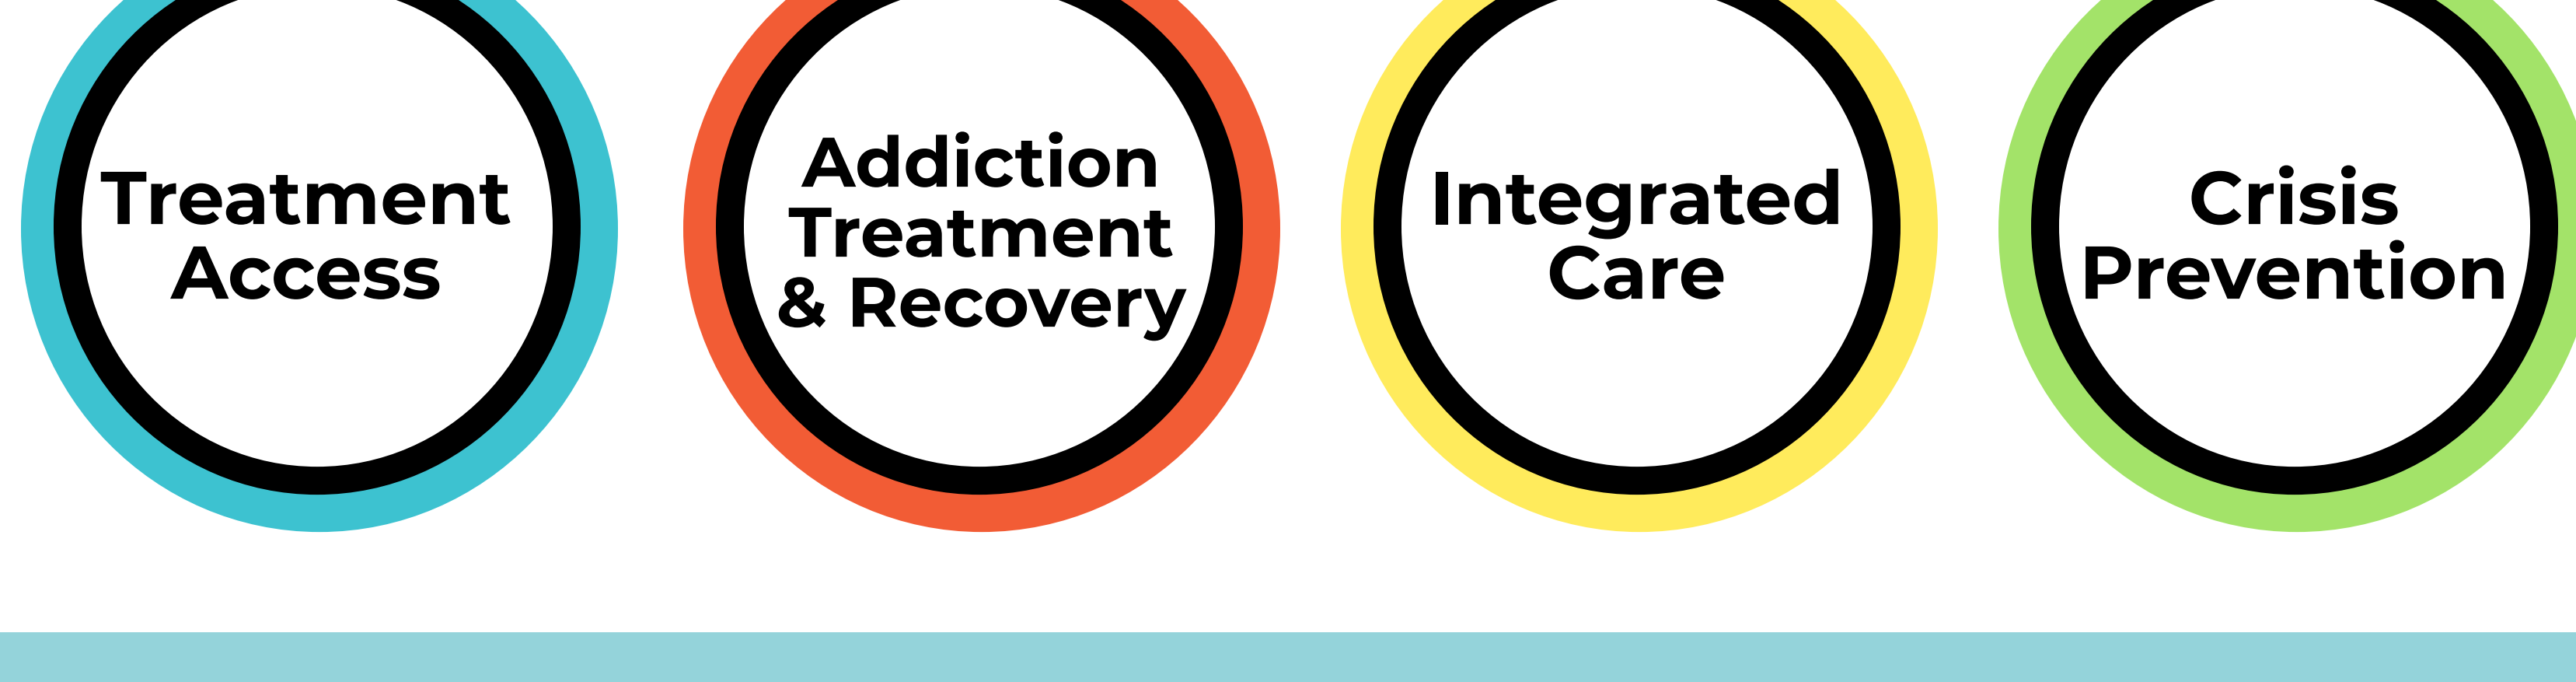 Treatment
Access
Addiction
Treatment
& Recovery
Integrated
Care
Crisis
Prevention